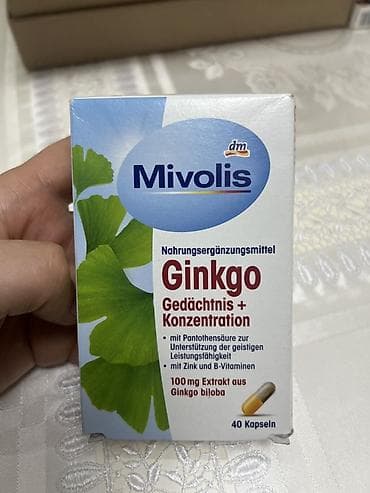 dm
Mivolis
Nahrungsergänzungsmittel
Ginkgo
Gedächtnis +
Konzentration
• mit Pantothensäure zur
Unterstützung der geistigen
Leistungsfähigkeit
• mit Zink und B-Vitaminen
100 mg Extrakt aus
Ginkgo biloba
40 Kapseln